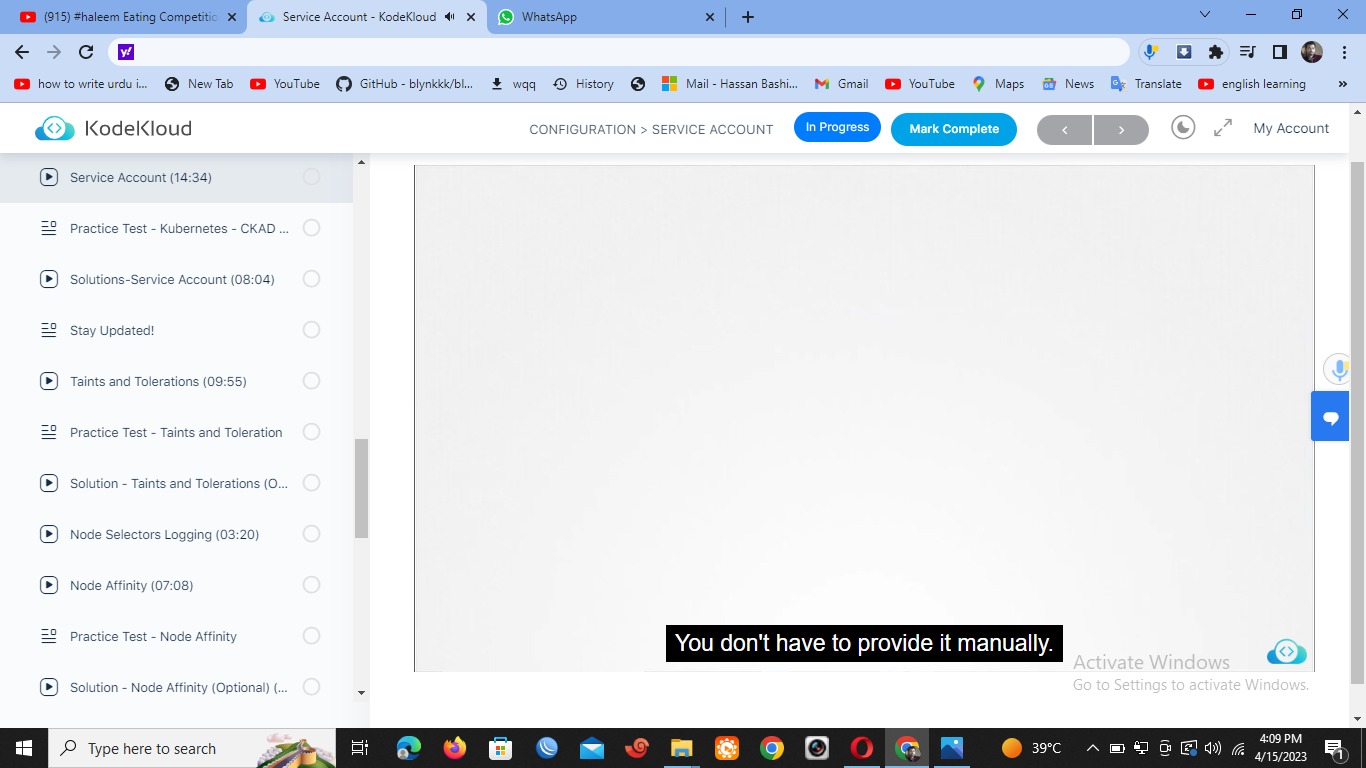 (915) #haleem Eating Competitio
Service Account - KodeKloud
WhatsApp
how to write urdu i...
New Tab
YouTube
GitHub - blynkkk/bl...
wqq
History
Mail - Hassan Bashi...
Gmail
YouTube
Maps
News
Translate
english learning
»
KodeKloud
CONFIGURATION > SERVICE ACCOUNT
In Progress
Mark Complete
My Account
Service Account (14:34)
Practice Test - Kubernetes - CKAD ...
Solutions-Service Account (08:04)
Stay Updated!
Taints and Tolerations (09:55)
Practice Test - Taints and Toleration
Solution - Taints and Tolerations (O...
Node Selectors Logging (03:20)
Node Affinity (07:08)
Practice Test - Node Affinity
Solution - Node Affinity (Optional) (...
You don't have to provide it manually.
Activate Windows
Go to Settings to activate Windows.
Type here to search
39°C
4:09 PM
4/15/2023
1